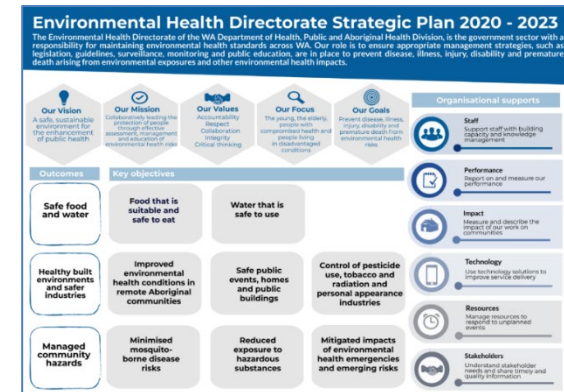 Environmental Health Directorate Strategic Plan 2020 - 2023
The Environmental Health Directorate of the WA Department of Health, Public and Aboriginal Health Division, is the government sector with a
responsibility for maintaining environmental health standards across WA. Our role is to ensure appropriate management strategies, such as
legislation, guidelines, surveillance, monitoring and public education, are in place to prevent disease, illness, injury, disability and premature
death arising from environmental exposures and other environmental health impacts.
Our Vision
A safe, sustainable
environment for
the enhancement
of public health
Our Mission
Collaboratively leading the
protection of people
through effective
assessment, management
and education of
environmental health risks
Our Values
Accountability
Respect
Collaboration
Integrity
Critical thinking
Our Focus
The young, the elderly,
people with
compromised health and
people living
in disadvantaged
conditions
Our Goals
Prevent disease, illness,
injury, disability and
premature death from
environmental health
risks
Outcomes
Key objectives
Safe food
and water
Food that is
suitable and
safe to eat
Water that is
safe to use
Healthy built
environments
and safer
industries
Improved
environmental
health conditions in
remote Aboriginal
communities
Safe public
events, homes
and public
buildings
Control of pesticide
use, tobacco and
radiation and
personal appearance
industries
Managed
community
hazards
Minimised
mosquito-
borne disease
risks
Reduced
exposure to
hazardous
substances
Mitigated impacts
of environmental
health emergencies
and emerging risks
Organisational supports
Staff
Support staff with building
capacity and knowledge
management
Performance
Report on and measure our
performance
Impact
Measure and describe the
impact of our work on
communities
Technology
Use technology solutions to
improve service delivery
Resources
Manage resources to
respond to unplanned
events
Stakeholders
Understand stakeholder
needs and share timely and
quality information